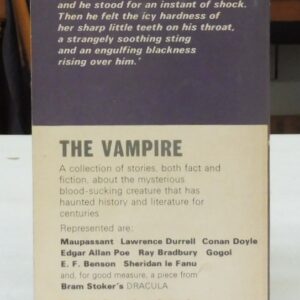 and he stood for an instant of shock.
Then he felt the icy hardness of
her sharp little teeth on his throat,
a strangely soothing sting
and an engulfing blackness
rising over him.'
THE VAMPIRE
A collection of stories, both fact and
fiction, about the mysterious
blood-sucking creature that has
haunted history and literature for
centuries
Represented are:
Maupassant Lawrence Durrell Conan Doyle
Edgar Allan Poe Ray Bradbury Gogol
E. F. Benson Sheridan le Fanu
and, for good measure, a piece from
Bram Stoker's DRACULA